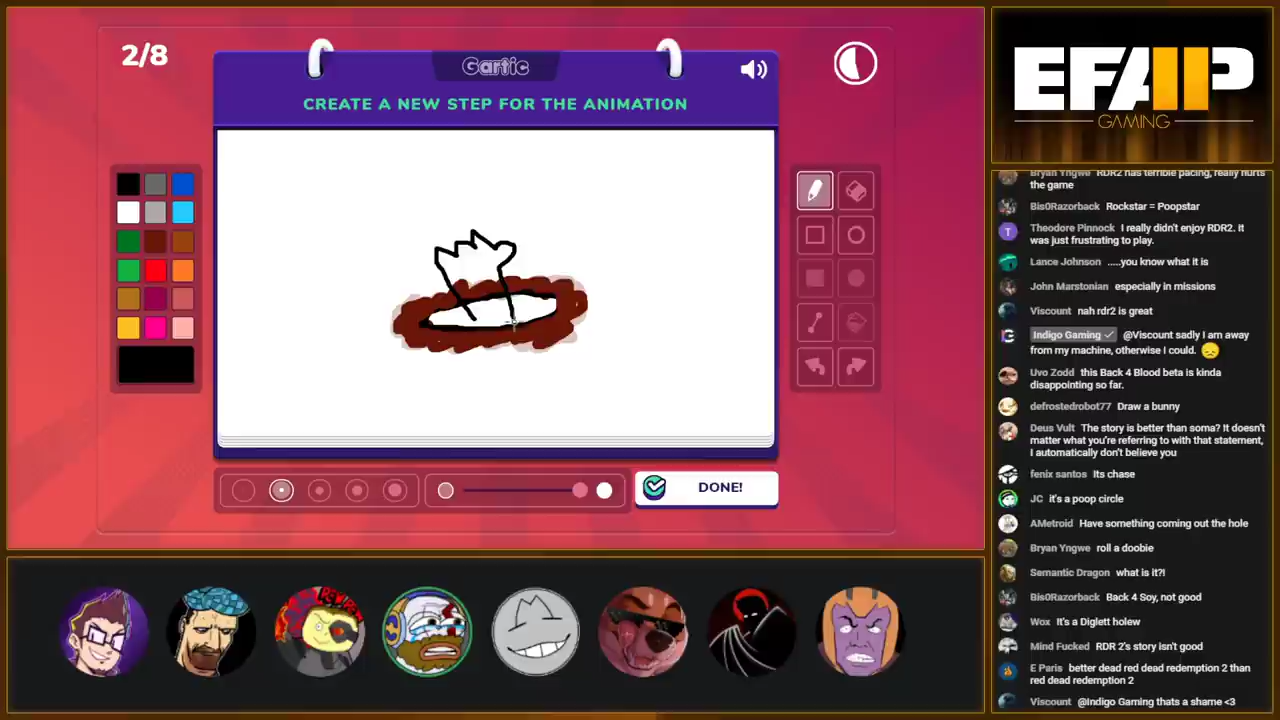 2/8
Gartic
CREATE A NEW STEP FOR THE ANIMATION
DONE!
EFAP
GAMING
Bryan Yngwe RDR2 has terrible pacing, really hurts
the game
Bis0Razorback Rockstar = Poopstar
Theodore Pinnock I really didn't enjoy RDR2. It
was just frustrating to play.
Lance Johnson .....you know what it is
John Marstonian especially in missions
Viscount nah rdr2 is great
Indigo Gaming @Viscount sadly I am away
from my machine, otherwise I could. 😞
Uvo Zodd this Back 4 Blood beta is kinda
disappointing so far.
defrostedrobot77 Draw a bunny
Deus Vult The story is better than soma? It doesn't
matter what you're referring to with that statement,
I automatically don't believe you
fenix santos Its chase
JC it's a poop circle
AMetroid Have something coming out the hole
Bryan Yngwe roll a doobie
Semantic Dragon what is it?!
Bis0Razorback Back 4 Soy, not good
Wox It's a Diglett holew
Mind Fucked RDR 2's story isn't good
E Paris better dead red dead redemption 2 than
red dead redemption 2
Viscount @Indigo Gaming thats a shame <3